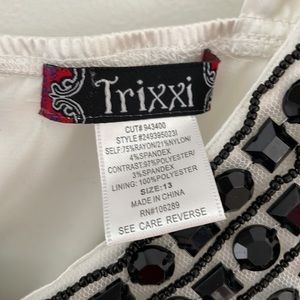 Trixxi
CUT# 943400
STYLE #249395023I
SELF:75%RAYON/21%NYLON/
4%SPANDEX
CONTRAST:97%POLYESTER/
3%SPANDEX
LINING: 100%POLYESTER
SIZE: 13
MADE IN CHINA
RN#106289
SEE CARE REVERSE